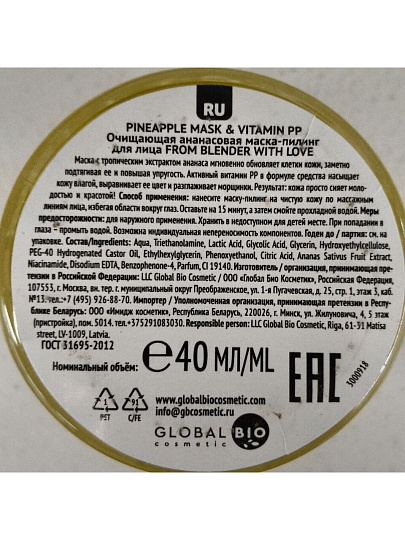 RU
PINEAPPLE MASK & VITAMIN PP
Очищающая ананасовая маска-пилинг
для лица FROM BLENDER WITH LOVE
Маска с тропическим экстрактом ананаса мгновенно обновляет клетки кожи, заметно
подтягивая ее и повышая упругость. Активный витамин PP в формуле средства насыщает
кожу влагой, выравнивает ее цвет и разглаживает морщинки. Результат: кожа просто сияет моло-
достью и красотой! Способ применения: нанесите маску-пилинг на чистую кожу по массажным
линиям лица, избегая области вокруг глаз. Оставьте на 15 минут, а затем смойте прохладной водой. Меры
предосторожности: для наружного применения. Хранить в недоступном для детей месте. При попадании в
глаза – промыть водой. Возможна индивидуальная непереносимость компонентов. Годен до / партия: см. на
упаковке. Состав/Ingredients: Aqua, Triethanolamine, Lactic Acid, Glycolic Acid, Glycerin, Hydroxyethylcellulose,
PEG-40 Hydrogenated Castor Oil, Ethylhexylglycerin, Phenoxyethanol, Citric Acid, Ananas Sativus Fruit Extract,
Niacinamide, Disodium EDTA, Benzophenone-4, Parfum, CI 19140. Изготовитель / организация, принимающая пре-
тензии в Российской Федерации: LLC Global Bio Cosmetic / ООО «Глобал Био Косметик», Российская Федерация,
107553, г. Москва, вн. тер. г. муниципальный округ Преображенское, ул. 1-я Пугачевская, д. 25, стр. 1, этаж 5, каб.
№13. тел.:+7 (495) 926-88-70. Импортер / Уполномоченная организация, принимающая претензии в Респу-
блике Беларусь: ООО «Имидж косметик», Республика Беларусь, 220026, г. Минск, ул. Жилуновича, 4, 5 этаж
(пристройка), пом. 5014. тел.+375291083030. Responsible person: LLC Global Bio Cosmetic, Riga, 61-31 Matisa
street, LV-1009, Latvia.
ГОСТ 31695-2012
Номинальный объём: ℮ 40 МЛ/ML
EAC
3000918
1
PET
91
C/FE
www.globalbiocosmetic.ru
info@gbcosmetic.ru
GLOBAL BIO
cosmetic